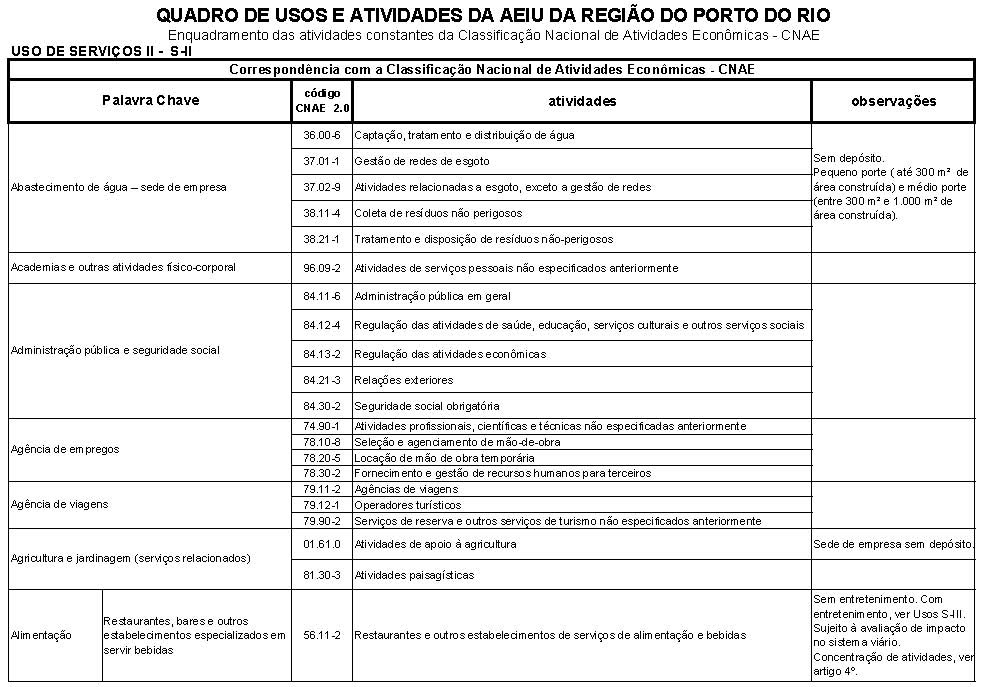 QUADRO DE USOS E ATIVIDADES DA AEIU DA REGIÃO DO PORTO DO RIO
Enquadramento das atividades constantes da Classificação Nacional de Atividades Econômicas - CNAE
USO DE SERVIÇOS II - S-II
Correspondência com a Classificação Nacional de Atividades Econômicas - CNAE
Palavra Chave
código
CNAE 2.0
atividades
observações
Abastecimento de água – sede de empresa
36.00-6 Captação, tratamento e distribuição de água
37.01-1 Gestão de redes de esgoto
37.02-9 Atividades relacionadas a esgoto, exceto a gestão de redes
38.11-4 Coleta de resíduos não perigosos
38.21-1 Tratamento e disposição de resíduos não-perigosos
Sem depósito.
Pequeno porte ( até 300 m² de
área construída) e médio porte
(entre 300 m² e 1.000 m² de
área construída).
Academias e outras atividades físico-corporal
96.09-2 Atividades de serviços pessoais não especificados anteriormente
Administração pública e seguridade social
84.11-6 Administração pública em geral
84.12-4 Regulação das atividades de saúde, educação, serviços culturais e outros serviços sociais
84.13-2 Regulação das atividades econômicas
84.21-3 Relações exteriores
84.30-2 Seguridade social obrigatória
Agência de empregos
74.90-1 Atividades profissionais, científicas e técnicas não especificadas anteriormente
78.10-8 Seleção e agenciamento de mão-de-obra
78.20-5 Locação de mão de obra temporária
78.30-2 Fornecimento e gestão de recursos humanos para terceiros
Agência de viagens
79.11-2 Agências de viagens
79.12-1 Operadores turísticos
79.90-2 Serviços de reserva e outros serviços de turismo não especificados anteriormente
Agricultura e jardinagem (serviços relacionados)
01.61.0 Atividades de apoio à agricultura
Sede de empresa sem depósito.
81.30-3 Atividades paisagísticas
Alimentação
Restaurantes, bares e outros
estabelecimentos especializados em
servir bebidas
56.11-2 Restaurantes e outros estabelecimentos de serviços de alimentação e bebidas
Sem entretenimento. Com
entretenimento, ver Usos S-III.
Sujeito à avaliação de impacto
no sistema viário.
Concentração de atividades, ver
artigo 4º.